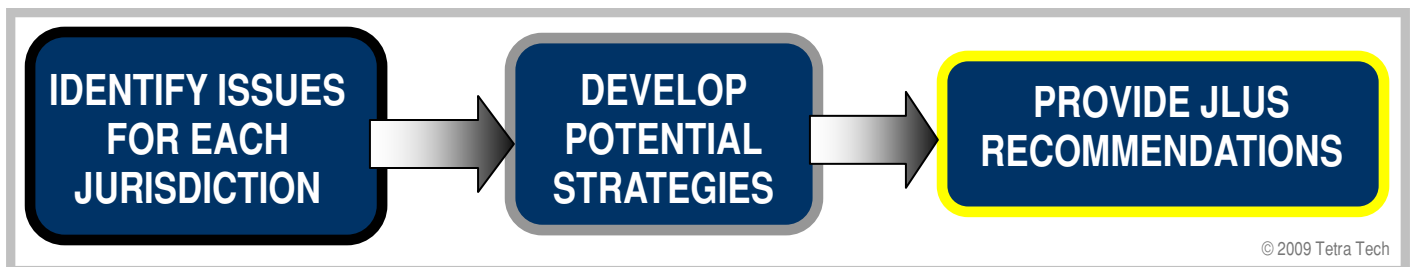 IDENTIFY ISSUES
FOR EACH
JURISDICTION
DEVELOP
POTENTIAL
STRATEGIES
PROVIDE JLUS
RECOMMENDATIONS
© 2009 Tetra Tech